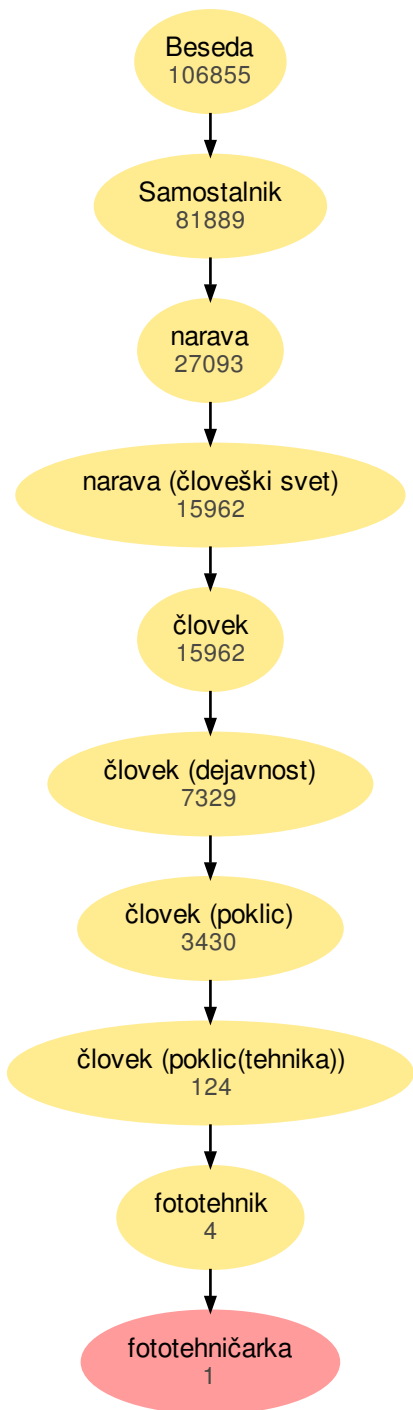 Beseda
106855
Samostalnik
81889
narava
27093
narava (človeški svet)
15962
človek
15962
človek (dejavnost)
7329
človek (poklic)
3430
človek (poklic(tehnika))
124
fototehnik
4
fototehničarka
1